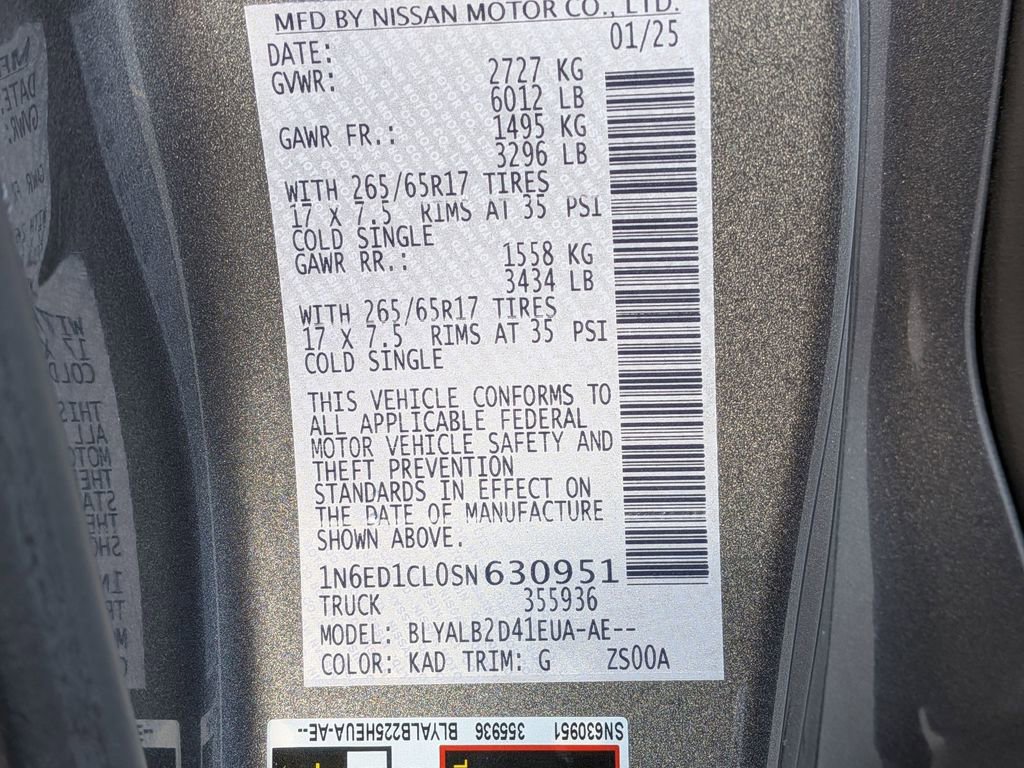 MFD BY NISSAN MOTOR CO., LTD.
DATE: 01/25
GVWR: 2727 KG
6012 LB
GAWR FR.: 1495 KG
3296 LB
WITH 265/65R17 TIRES
17 X 7.5 RIMS AT 35 PSI
COLD SINGLE
GAWR RR.: 1558 KG
3434 LB
WITH 265/65R17 TIRES
17 X 7.5 RIMS AT 35 PSI
COLD SINGLE
THIS VEHICLE CONFORMS TO
ALL APPLICABLE FEDERAL
MOTOR VEHICLE SAFETY AND
THEFT PREVENTION
STANDARDS IN EFFECT ON
THE DATE OF MANUFACTURE
SHOWN ABOVE.
1N6ED1CL0SN630951
TRUCK 355936
MODEL: BLYALB2D41EUA-AE--
COLOR: KAD TRIM: G ZS00A
SN630951 355936 BLYALB225HEUA-AE--